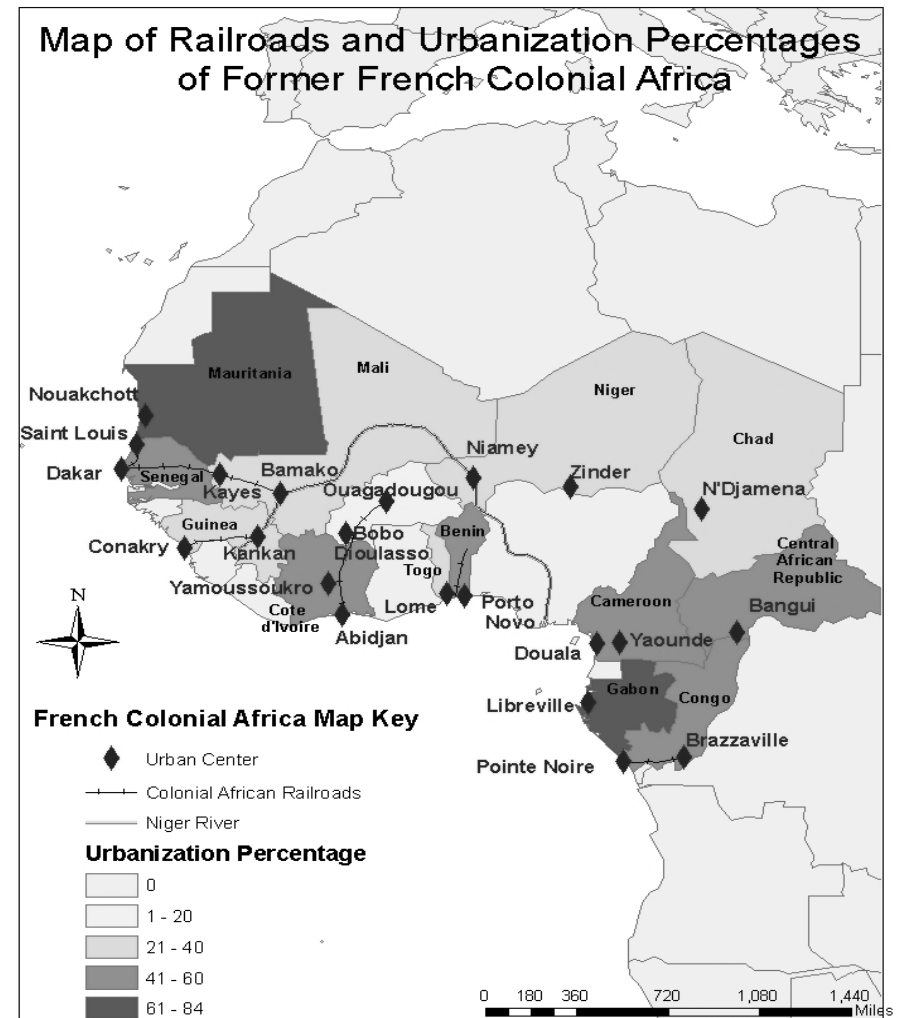 Map of Railroads and Urbanization Percentages
of Former French Colonial Africa
Mauritania
Mali
Niger
Chad
Nouakchott
Saint Louis
Dakar
Senegal
Kayes
Bamako
Niamey
Zinder
N'Djamena
Ouagadougou
Guinea
Conakry
Kankan
Bobo
Dioulasso
Benin
Togo
Central
African
Republic
Yamoussoukro
Cote
d'Ivoire
Lome
Porto
Novo
Abidjan
Cameroon
Bangui
Douala
Yaounde
Gabon
Congo
Libreville
Brazzaville
Pointe Noire
N
French Colonial Africa Map Key
Urban Center
Colonial African Railroads
Niger River
Urbanization Percentage
0
1 - 20
21 - 40
41 - 60
61 - 84
0 180 360 720 1,080 1,440
Miles